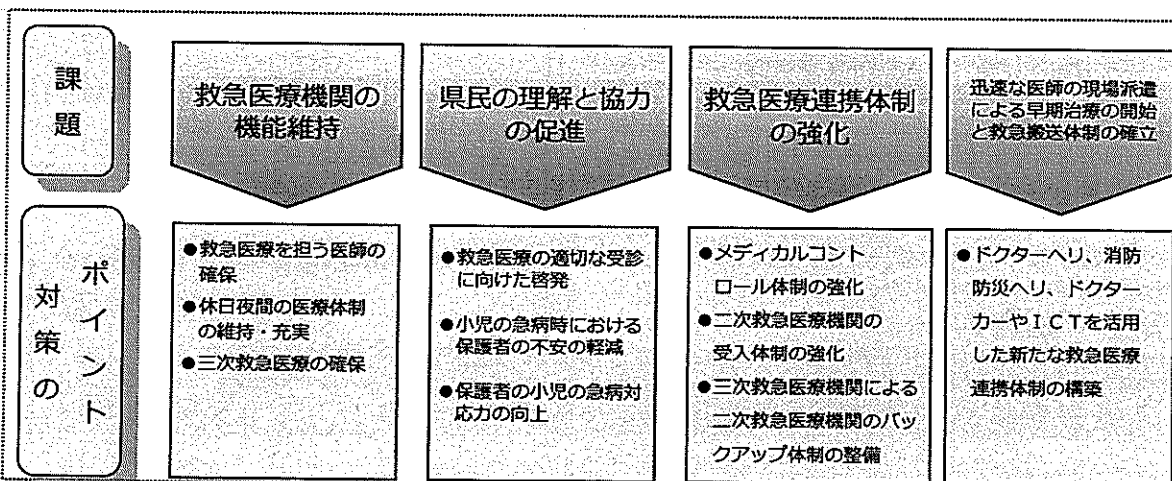 課
題
救急医療機関の
機能維持
県民の理解と協力
の促進
救急医療連携体制
の強化
迅速な医師の現場派遣
による早期治療の開始
と救急搬送体制の確立
対策の
ポイント
●救急医療を担う医師の
確保
●休日夜間の医療体制
の維持・充実
●三次救急医療の確保
●救急医療の適切な受診
に向けた啓発
●小児の急病時における
保護者の不安の軽減
●保護者の小児の急病対
応力の向上
●メディカルコント
ロール体制の強化
●二次救急医療機関の
受入体制の強化
●三次救急医療機関による
二次救急医療機関のバッ
クアップ体制の整備
●ドクターヘリ、消防
防災ヘリ、ドクター
カーやＩＣＴを活用
した新たな救急医療
連携体制の構築